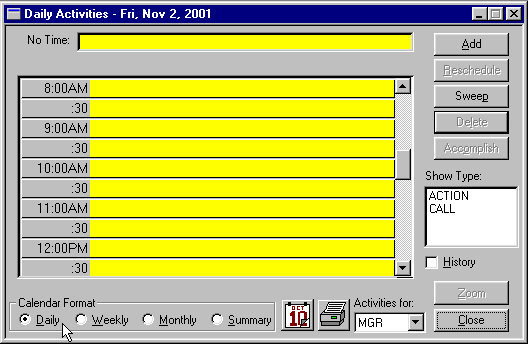 Daily Activities - Fri, Nov 2, 2001
No Time:
Add
Reschedule
Sweep
Delete
Accomplish
8:00AM
:30
9:00AM
:30
10:00AM
:30
11:00AM
:30
12:00PM
:30
Show Type:
ACTION
CALL
History
Zoom
Calendar Format
Daily Weekly Monthly Summary
OCT
10
Activities for:
MGR
Close